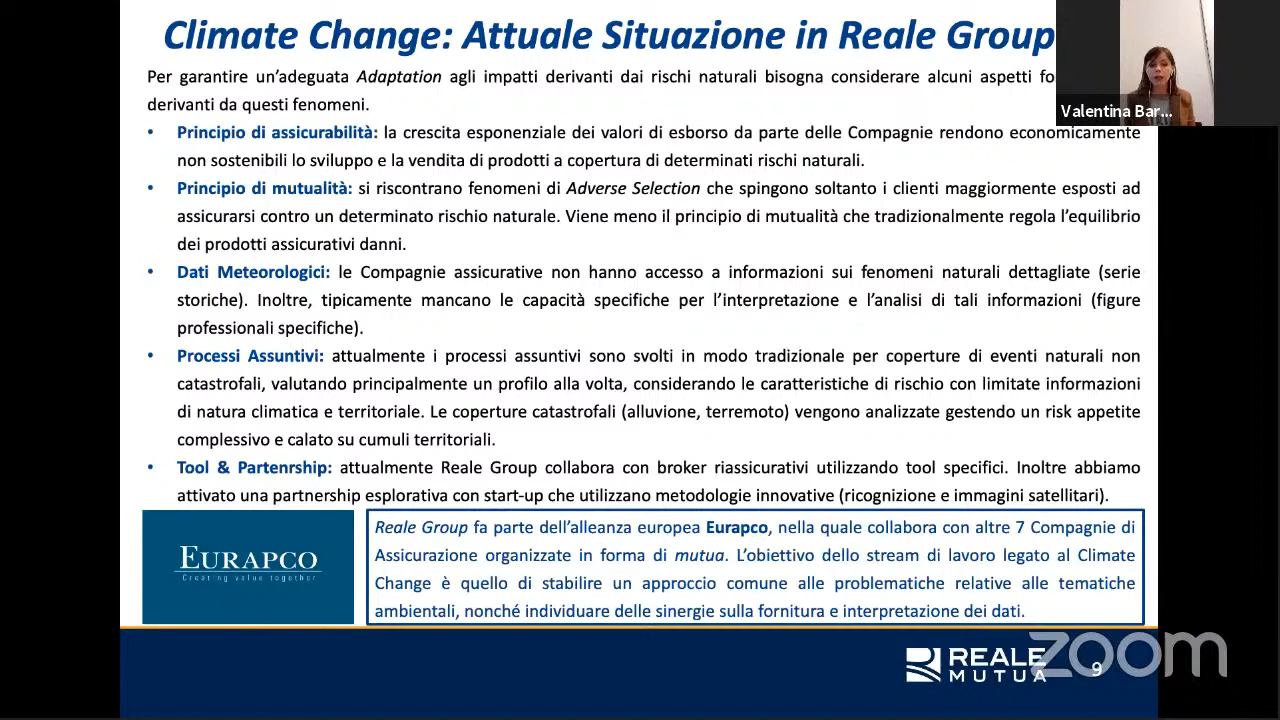 Climate Change: Attuale Situazione in Reale Group
Per garantire un'adeguata Adaptation agli impatti derivanti dai rischi naturali bisogna considerare alcuni aspetti
derivanti da questi fenomeni.
• Principio di assicurabilità: la crescita esponenziale dei valori di esborso da parte delle Compagnie rendono economicamente
non sostenibili lo sviluppo e la vendita di prodotti a copertura di determinati rischi naturali.
• Principio di mutualità: si riscontrano fenomeni di Adverse Selection che spingono soltanto i clienti maggiormente esposti ad
assicurarsi contro un determinato rischio naturale. Viene meno il principio di mutualità che tradizionalmente regola l'equilibrio
dei prodotti assicurativi danni.
• Dati Meteorologici: le Compagnie assicurative non hanno accesso a informazioni sui fenomeni naturali dettagliate (serie
storiche). Inoltre, tipicamente mancano le capacità specifiche per l'interpretazione e l'analisi di tali informazioni (figure
professionali specifiche).
• Processi Assuntivi: attualmente i processi assuntivi sono svolti in modo tradizionale per coperture di eventi naturali non
catastrofali, valutando principalmente un profilo alla volta, considerando le caratteristiche di rischio con limitate informazioni
di natura climatica e territoriale. Le coperture catastrofali (alluvione, terremoto) vengono analizzate gestendo un risk appetite
complessivo e calato su cumuli territoriali.
• Tool & Partenrship: attualmente Reale Group collabora con broker riassicurativi utilizzando tool specifici. Inoltre abbiamo
attivato una partnership esplorativa con start-up che utilizzano metodologie innovative (ricognizione e immagini satellitari).
EURAPCO
Creating value together
Reale Group fa parte dell'alleanza europea Eurapco, nella quale collabora con altre 7 Compagnie di
Assicurazione organizzate in forma di mutua. L'obiettivo dello stream di lavoro legato al Climate
Change è quello di stabilire un approccio comune alle problematiche relative alle tematiche
ambientali, nonché individuare delle sinergie sulla fornitura e interpretazione dei dati.
Valentina Bar...
REALE
MUTUA
9
zoom